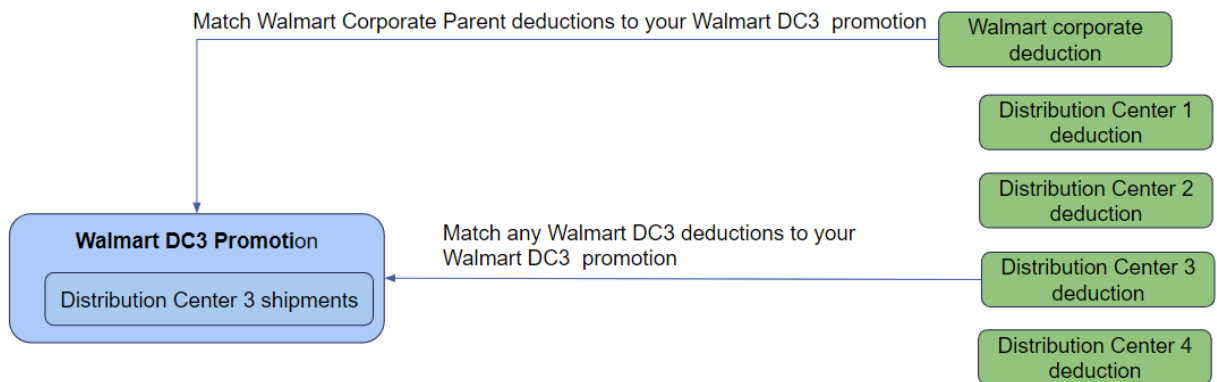 Match Walmart Corporate Parent deductions to your Walmart DC3 promotion
Walmart corporate
deduction
Distribution Center 1
deduction
Distribution Center 2
deduction
Walmart DC3 Promotion
Distribution Center 3 shipments
Match any Walmart DC3 deductions to your
Walmart DC3 promotion
Distribution Center 3
deduction
Distribution Center 4
deduction